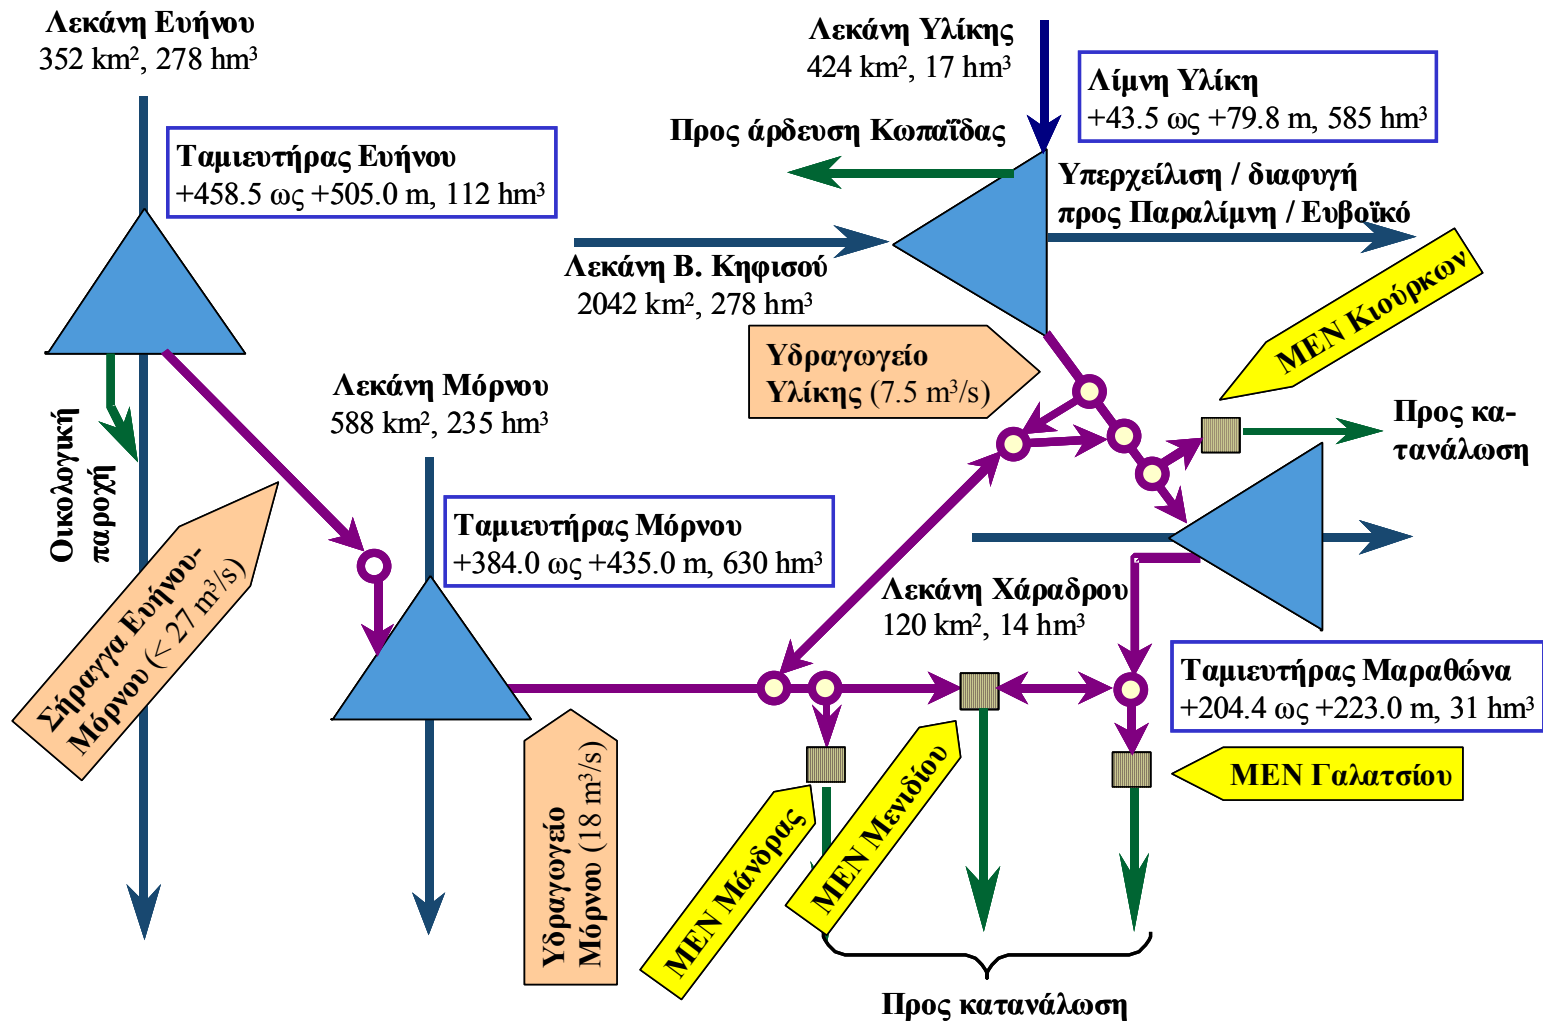 Λεκάνη Ευήνου
352 km², 278 hm³
Ταμιευτήρας Ευήνου
+458.5 ως +505.0 m, 112 hm³
Οικολογική
παροχή
Σήραγγα Ευήνου-
Μόρνου (< 27 m³/s)
Λεκάνη Μόρνου
588 km², 235 hm³
Ταμιευτήρας Μόρνου
+384.0 ως +435.0 m, 630 hm³
Υδραγωγείο
Μόρνου (18 m³/s)
Λεκάνη Υλίκης
424 km², 17 hm³
Λίμνη Υλίκη
+43.5 ως +79.8 m, 585 hm³
Προς άρδευση Κωπαΐδας
Υπερχείλιση / διαφυγή
προς Παραλίμνη / Ευβοϊκό
Λεκάνη Β. Κηφισού
2042 km², 278 hm³
Υδραγωγείο
Υλίκης (7.5 m³/s)
ΜΕΝ Κιούρκων
Προς κα-
τανάλωση
Λεκάνη Χάραδρου
120 km², 14 hm³
Ταμιευτήρας Μαραθώνα
+204.4 ως +223.0 m, 31 hm³
ΜΕΝ Μάνδρας
ΜΕΝ Μενιδίου
ΜΕΝ Γαλατσίου
Προς κατανάλωση